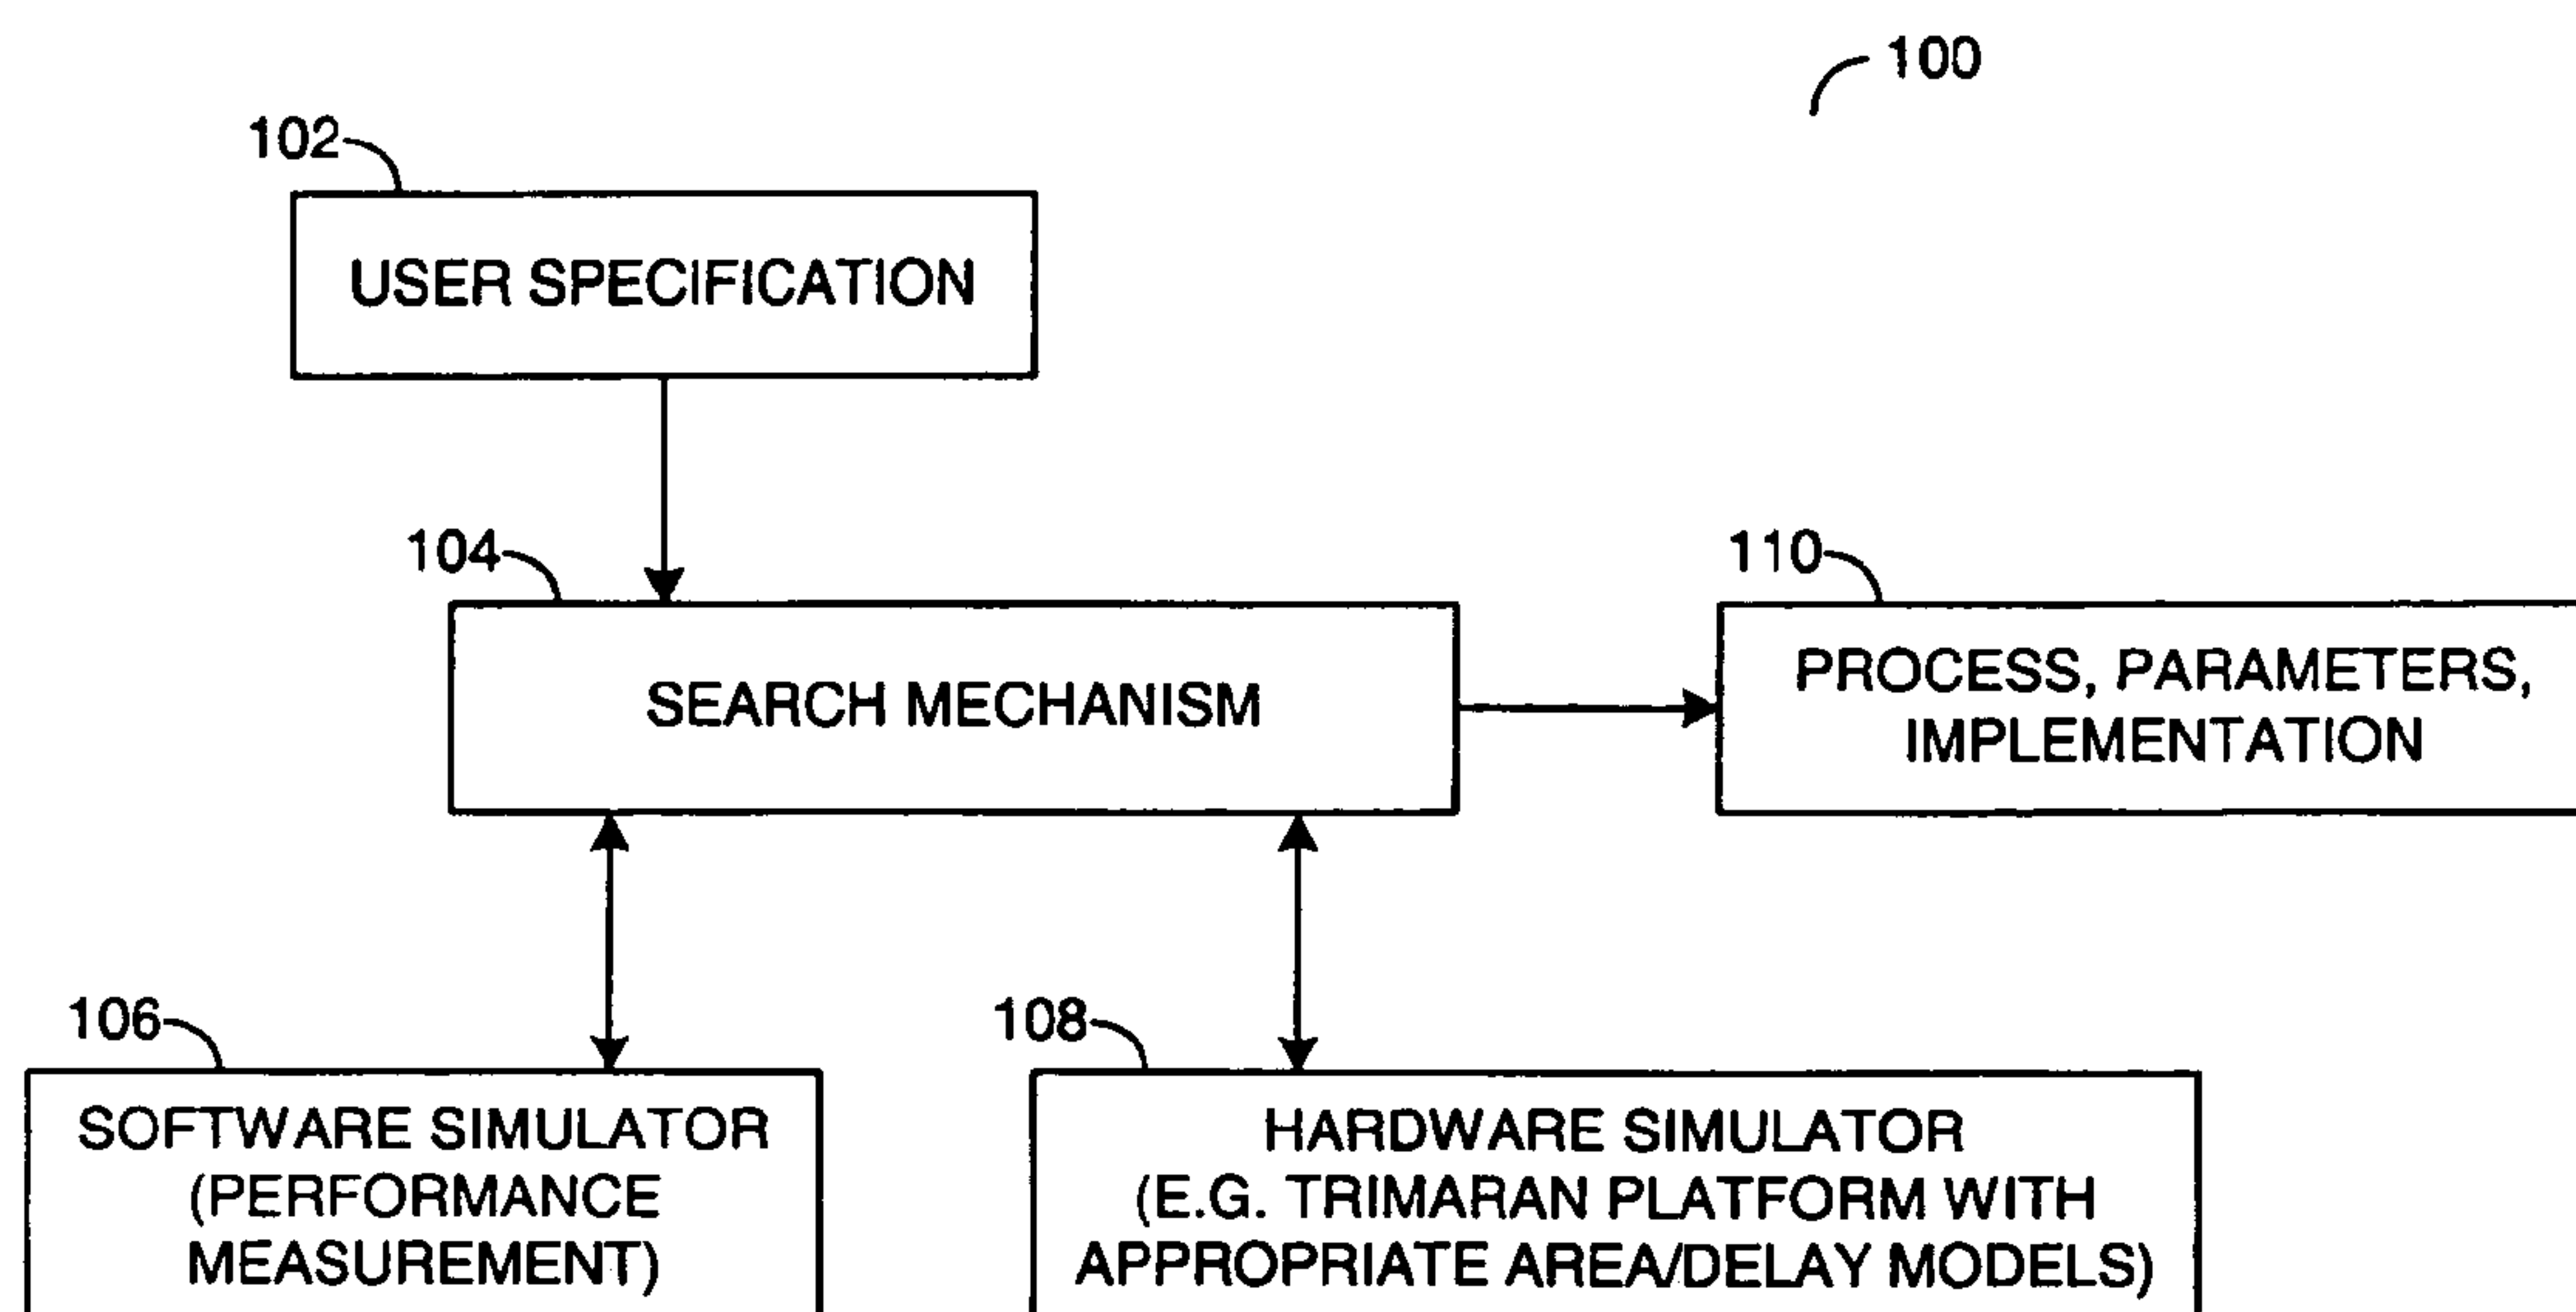 100
102
USER SPECIFICATION
104
SEARCH MECHANISM
110
PROCESS, PARAMETERS,
IMPLEMENTATION
106
SOFTWARE SIMULATOR
(PERFORMANCE
MEASUREMENT)
108
HARDWARE SIMULATOR
(E.G. TRIMARAN PLATFORM WITH
APPROPRIATE AREA/DELAY MODELS)